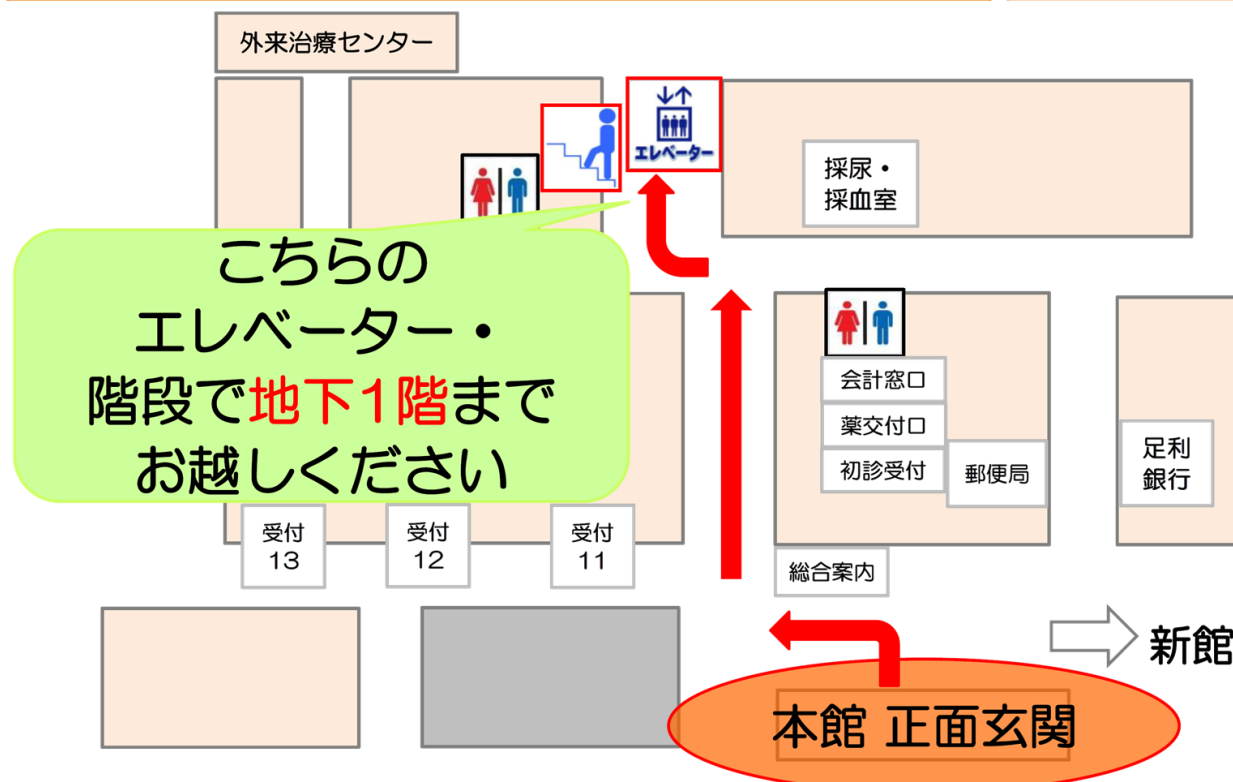 外来治療センター
エレベーター
採尿・
採血室
こちらの
エレベーター・
階段で地下1階まで
お越しください
会計窓口
薬交付口
初診受付
郵便局
足利
銀行
受付
13
受付
12
受付
11
総合案内
新館
本館 正面玄関